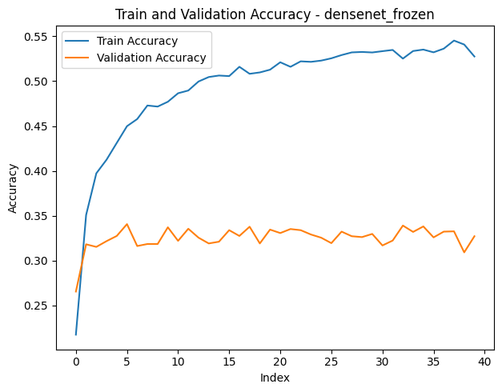 Train and Validation Accuracy - densenet_frozen
Train Accuracy
Validation Accuracy
Accuracy
0.55
0.50
0.45
0.40
0.35
0.30
0.25
0 5 10 15 20 25 30 35 40
Index